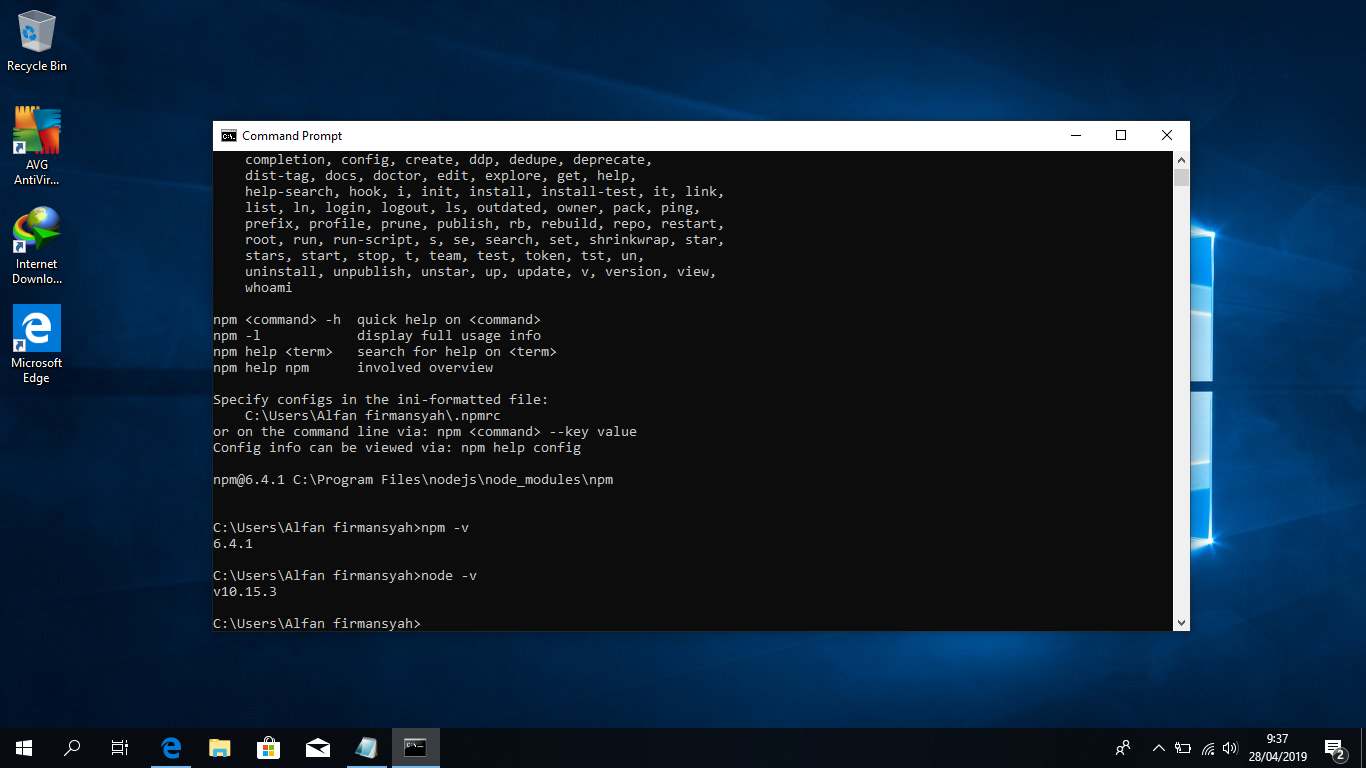 Recycle Bin
AVG
AntiVir...
Internet
Downlo...
Microsoft
Edge
Command Prompt
completion, config, create, ddp, dedupe, deprecate,
dist-tag, docs, doctor, edit, explore, get, help,
help-search, hook, i, init, install, install-test, it, link,
list, ln, login, logout, ls, outdated, owner, pack, ping,
prefix, profile, prune, publish, rb, rebuild, repo, restart,
root, run, run-script, s, se, search, set, shrinkwrap, star,
stars, start, stop, t, team, test, token, tst, un,
uninstall, unpublish, unstar, up, update, v, version, view,
whoami
npm <command> -h  quick help on <command>
npm -l            display full usage info
npm help <term>   search for help on <term>
npm help npm      involved overview
Specify configs in the ini-formatted file:
C:\Users\Alfan firmansyah\.npmrc
or on the command line via: npm <command> --key value
Config info can be viewed via: npm help config
npm@6.4.1 C:\Program Files\nodejs\node_modules\npm
C:\Users\Alfan firmansyah>npm -v
6.4.1
C:\Users\Alfan firmansyah>node -v
v10.15.3
C:\Users\Alfan firmansyah>
9:37
28/04/2019
2